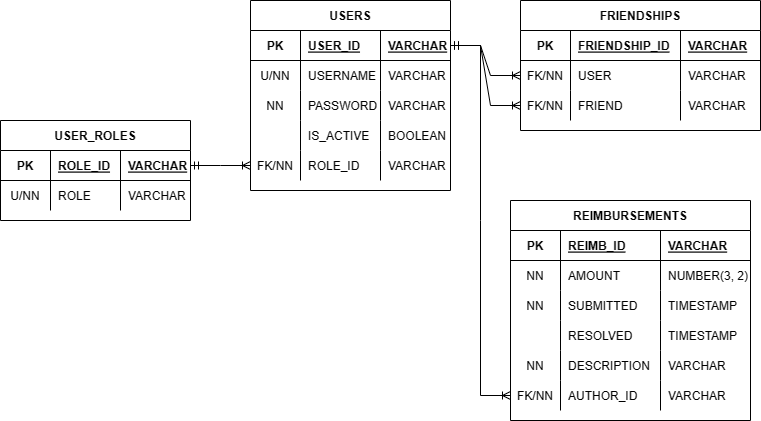 USERS
PK USER_ID VARCHAR
U/NN USERNAME VARCHAR
NN PASSWORD VARCHAR
IS_ACTIVE BOOLEAN
FK/NN ROLE_ID VARCHAR
FRIENDSHIPS
PK FRIENDSHIP_ID VARCHAR
FK/NN USER VARCHAR
FK/NN FRIEND VARCHAR
USER_ROLES
PK ROLE_ID VARCHAR
U/NN ROLE VARCHAR
REIMBURSEMENTS
PK REIMB_ID VARCHAR
NN AMOUNT NUMBER(3, 2)
NN SUBMITTED TIMESTAMP
RESOLVED TIMESTAMP
NN DESCRIPTION VARCHAR
FK/NN AUTHOR_ID VARCHAR